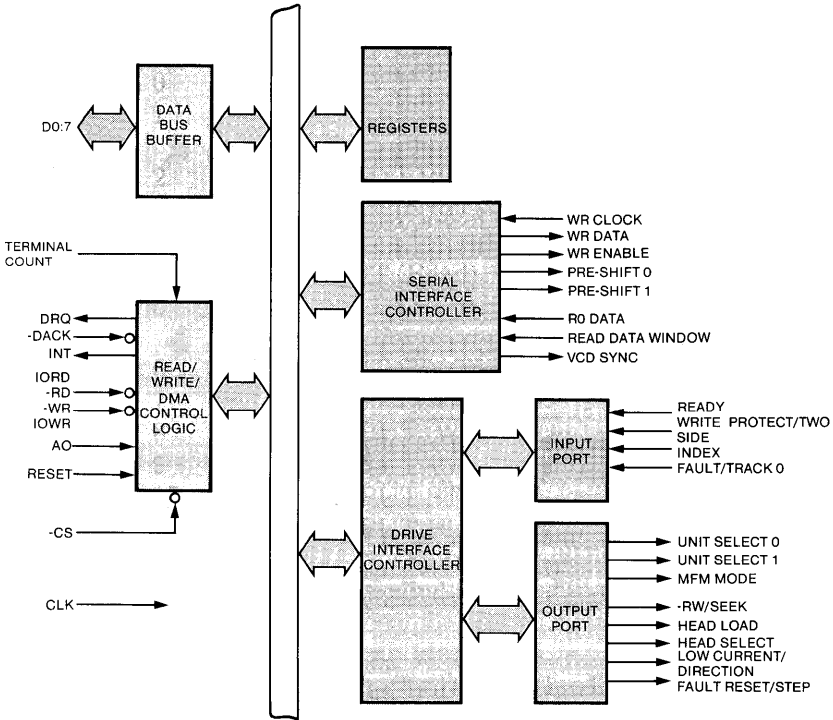 D0:7
DATA
BUS
BUFFER
REGISTERS
TERMINAL
COUNT
DRQ
-DACK
INT
IORD
-RD
-WR
IOWR
AO
RESET
-CS
CLK
READ/
WRITE/
DMA
CONTROL
LOGIC
SERIAL
INTERFACE
CONTROLLER
WR CLOCK
WR DATA
WR ENABLE
PRE-SHIFT 0
PRE-SHIFT 1
R0 DATA
READ DATA WINDOW
VCD SYNC
DRIVE
INTERFACE
CONTROLLER
INPUT
PORT
READY
WRITE PROTECT/TWO
SIDE
INDEX
FAULT/TRACK 0
OUTPUT
PORT
UNIT SELECT 0
UNIT SELECT 1
MFM MODE
-RW/SEEK
HEAD LOAD
HEAD SELECT
LOW CURRENT/
DIRECTION
FAULT RESET/STEP